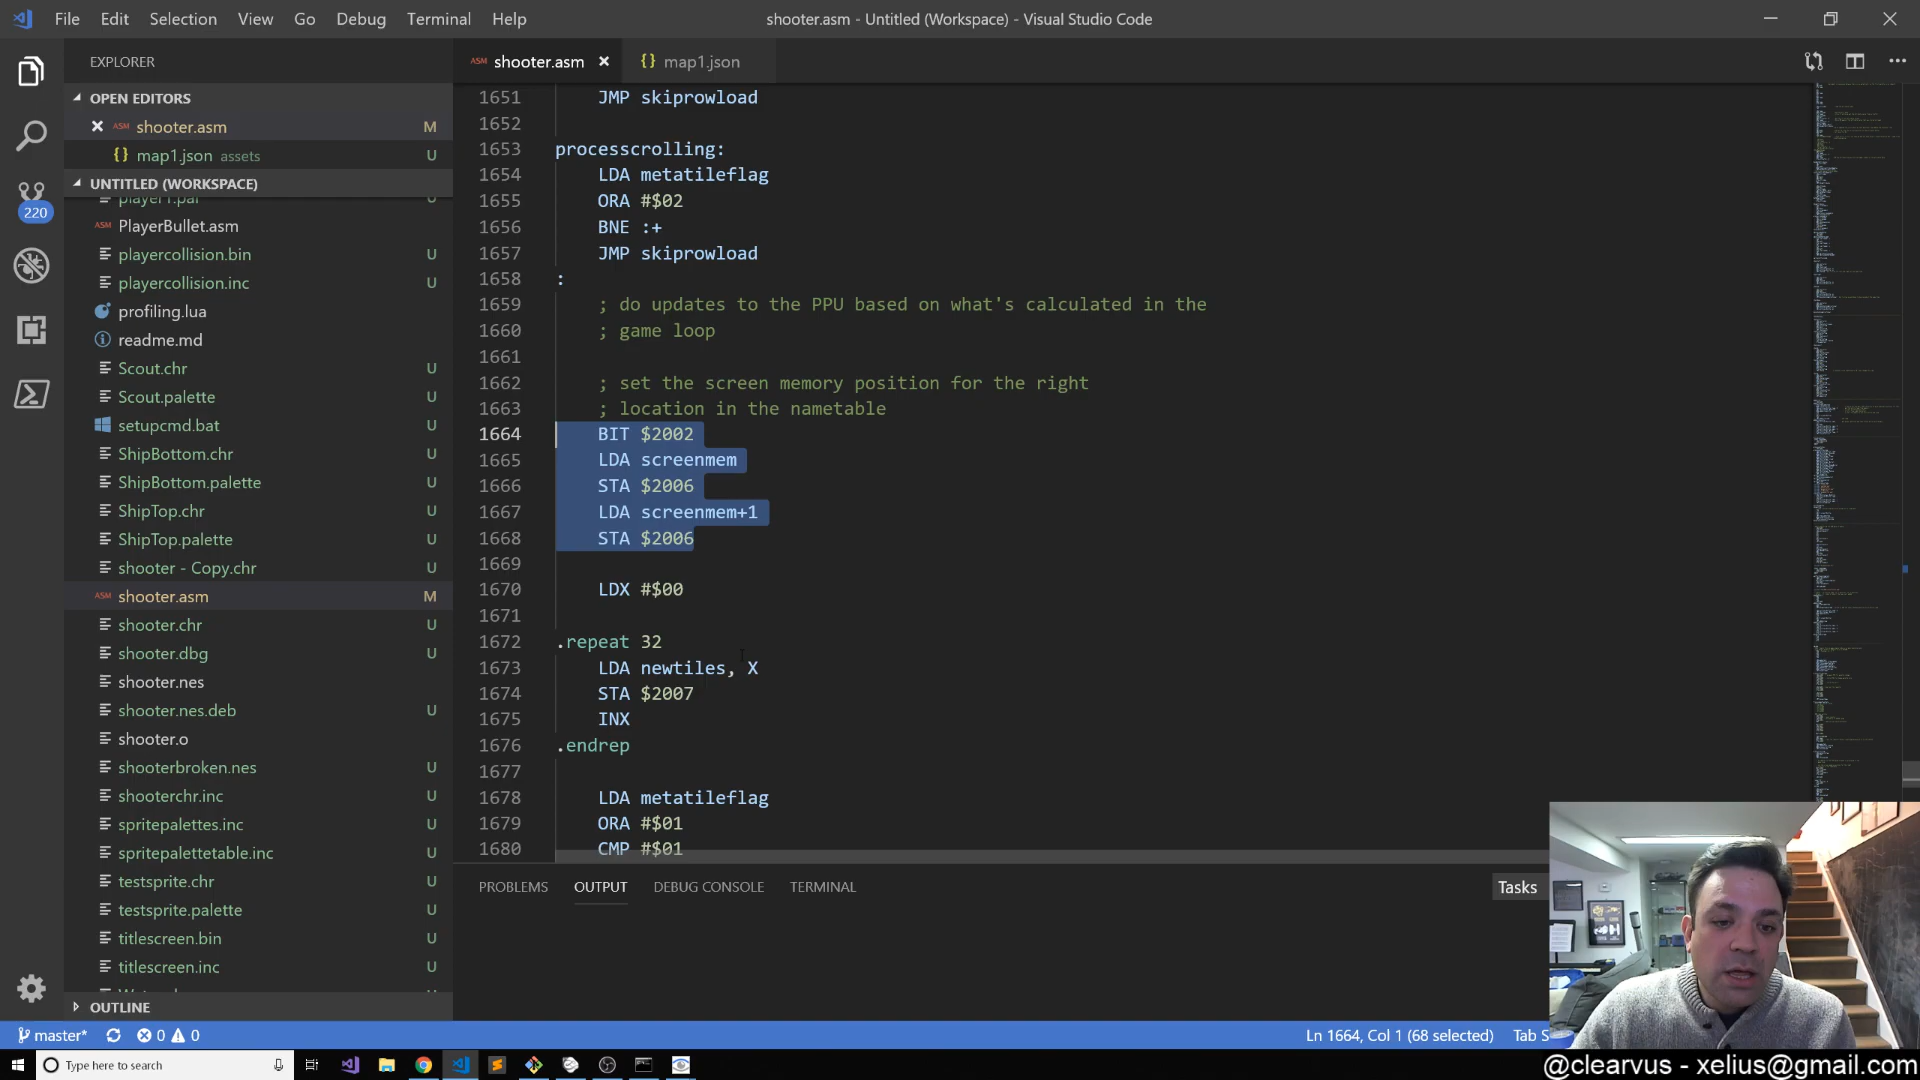 File Edit Selection View Go Debug Terminal Help
shooter.asm - Untitled (Workspace) - Visual Studio Code
EXPLORER
OPEN EDITORS
ASM shooter.asm M
{} map1.json assets U
UNTITLED (WORKSPACE)
player1.pal U
ASM PlayerBullet.asm
playercollision.bin U
playercollision.inc U
profiling.lua
readme.md
Scout.chr U
Scout.palette U
setupcmd.bat U
ShipBottom.chr U
ShipBottom.palette U
ShipTop.chr U
ShipTop.palette U
shooter - Copy.chr U
ASM shooter.asm M
shooter.chr U
shooter.dbg U
shooter.nes
shooter.nes.deb U
shooter.o
shooterbroken.nes U
shooterchr.inc U
spritepalettes.inc U
spritepalettetable.inc U
testsprite.chr U
testsprite.palette U
titlescreen.bin U
titlescreen.inc U
OUTLINE
220
ASM shooter.asm
{} map1.json
1651 JMP skiprowload
1652
1653 processcrolling:
1654 LDA metatileflag
1655 ORA #$02
1656 BNE :+
1657 JMP skiprowload
1658 :
1659 ; do updates to the PPU based on what's calculated in the
1660 ; game loop
1661
1662 ; set the screen memory position for the right
1663 ; location in the nametable
1664 BIT $2002
1665 LDA screenmem
1666 STA $2006
1667 LDA screenmem+1
1668 STA $2006
1669
1670 LDX #$00
1671
1672 .repeat 32
1673 LDA newtiles, X
1674 STA $2007
1675 INX
1676 .endrep
1677
1678 LDA metatileflag
1679 ORA #$01
1680 CMP #$01
PROBLEMS OUTPUT DEBUG CONSOLE TERMINAL
Tasks
master* 0 0
Ln 1664, Col 1 (68 selected) Tab S
Type here to search
@clearvus - xelius@gmail.com